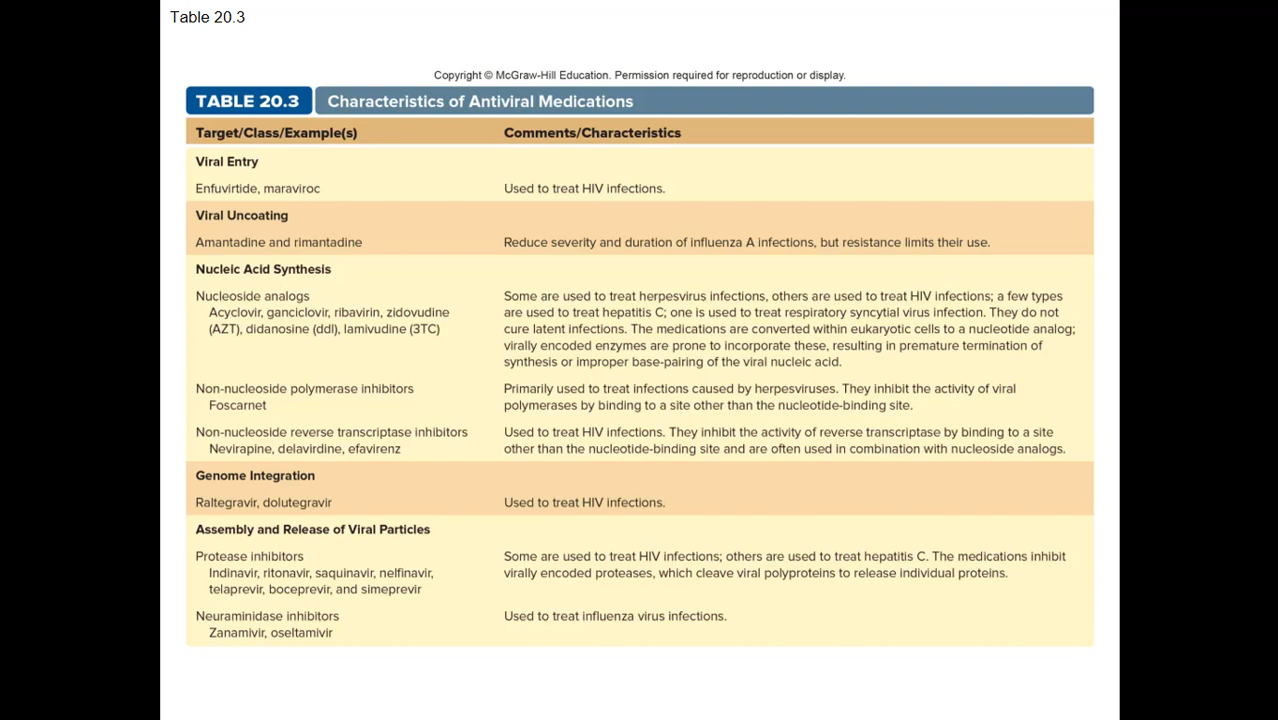 Table 20.3
Copyright © McGraw-Hill Education. Permission required for reproduction or display.
TABLE 20.3 Characteristics of Antiviral Medications
Target/Class/Example(s) Comments/Characteristics
Viral Entry
Enfuvirtide, maraviroc Used to treat HIV infections.
Viral Uncoating
Amantadine and rimantadine Reduce severity and duration of influenza A infections, but resistance limits their use.
Nucleic Acid Synthesis
Nucleoside analogs Some are used to treat herpesvirus infections, others are used to treat HIV infections; a few types
Acyclovir, ganciclovir, ribavirin, zidovudine are used to treat hepatitis C; one is used to treat respiratory syncytial virus infection. They do not
(AZT), didanosine (ddI), lamivudine (3TC) cure latent infections. The medications are converted within eukaryotic cells to a nucleotide analog;
virally encoded enzymes are prone to incorporate these, resulting in premature termination of
synthesis or improper base-pairing of the viral nucleic acid.
Non-nucleoside polymerase inhibitors Primarily used to treat infections caused by herpesviruses. They inhibit the activity of viral
Foscarnet polymerases by binding to a site other than the nucleotide-binding site.
Non-nucleoside reverse transcriptase inhibitors Used to treat HIV infections. They inhibit the activity of reverse transcriptase by binding to a site
Nevirapine, delavirdine, efavirenz other than the nucleotide-binding site and are often used in combination with nucleoside analogs.
Genome Integration
Raltegravir, dolutegravir Used to treat HIV infections.
Assembly and Release of Viral Particles
Protease inhibitors Some are used to treat HIV infections; others are used to treat hepatitis C. The medications inhibit
Indinavir, ritonavir, saquinavir, nelfinavir, virally encoded proteases, which cleave viral polyproteins to release individual proteins.
telaprevir, boceprevir, and simeprevir
Neuraminidase inhibitors Used to treat influenza virus infections.
Zanamivir, oseltamivir